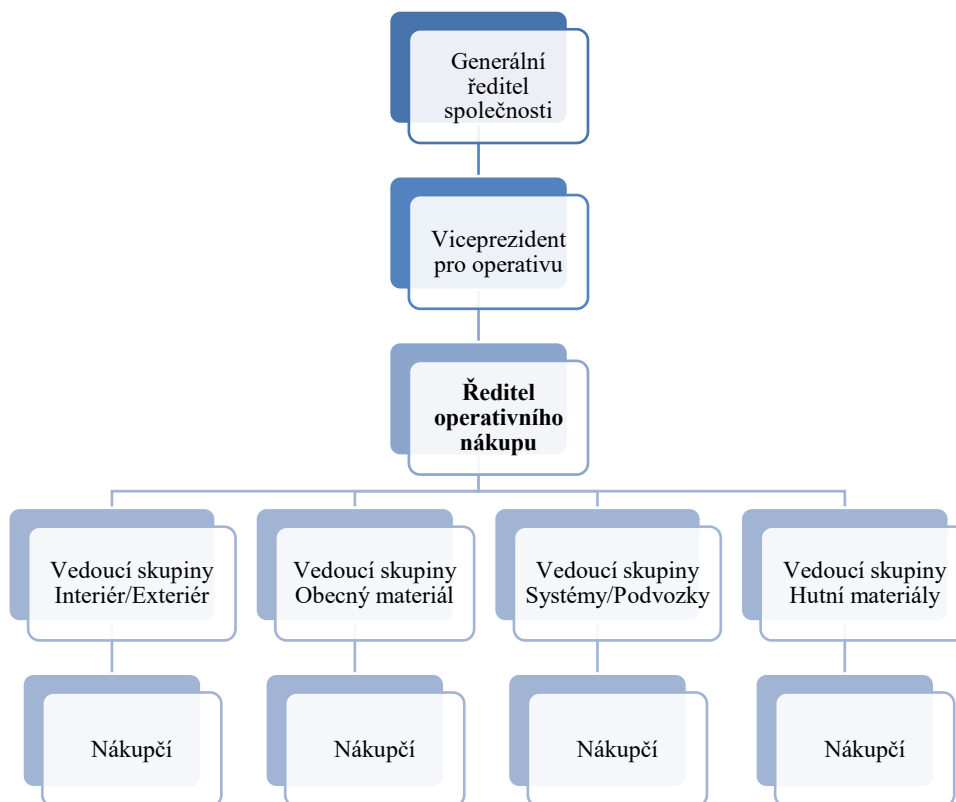 Generální
ředitel
společnosti
Viceprezident
pro operativu
Ředitel
operativního
nákupu
Vedoucí skupiny
Interiér/Exteriér
Vedoucí skupiny
Obecný materiál
Vedoucí skupiny
Systémy/Podvozky
Vedoucí skupiny
Hutní materiály
Nákupčí
Nákupčí
Nákupčí
Nákupčí